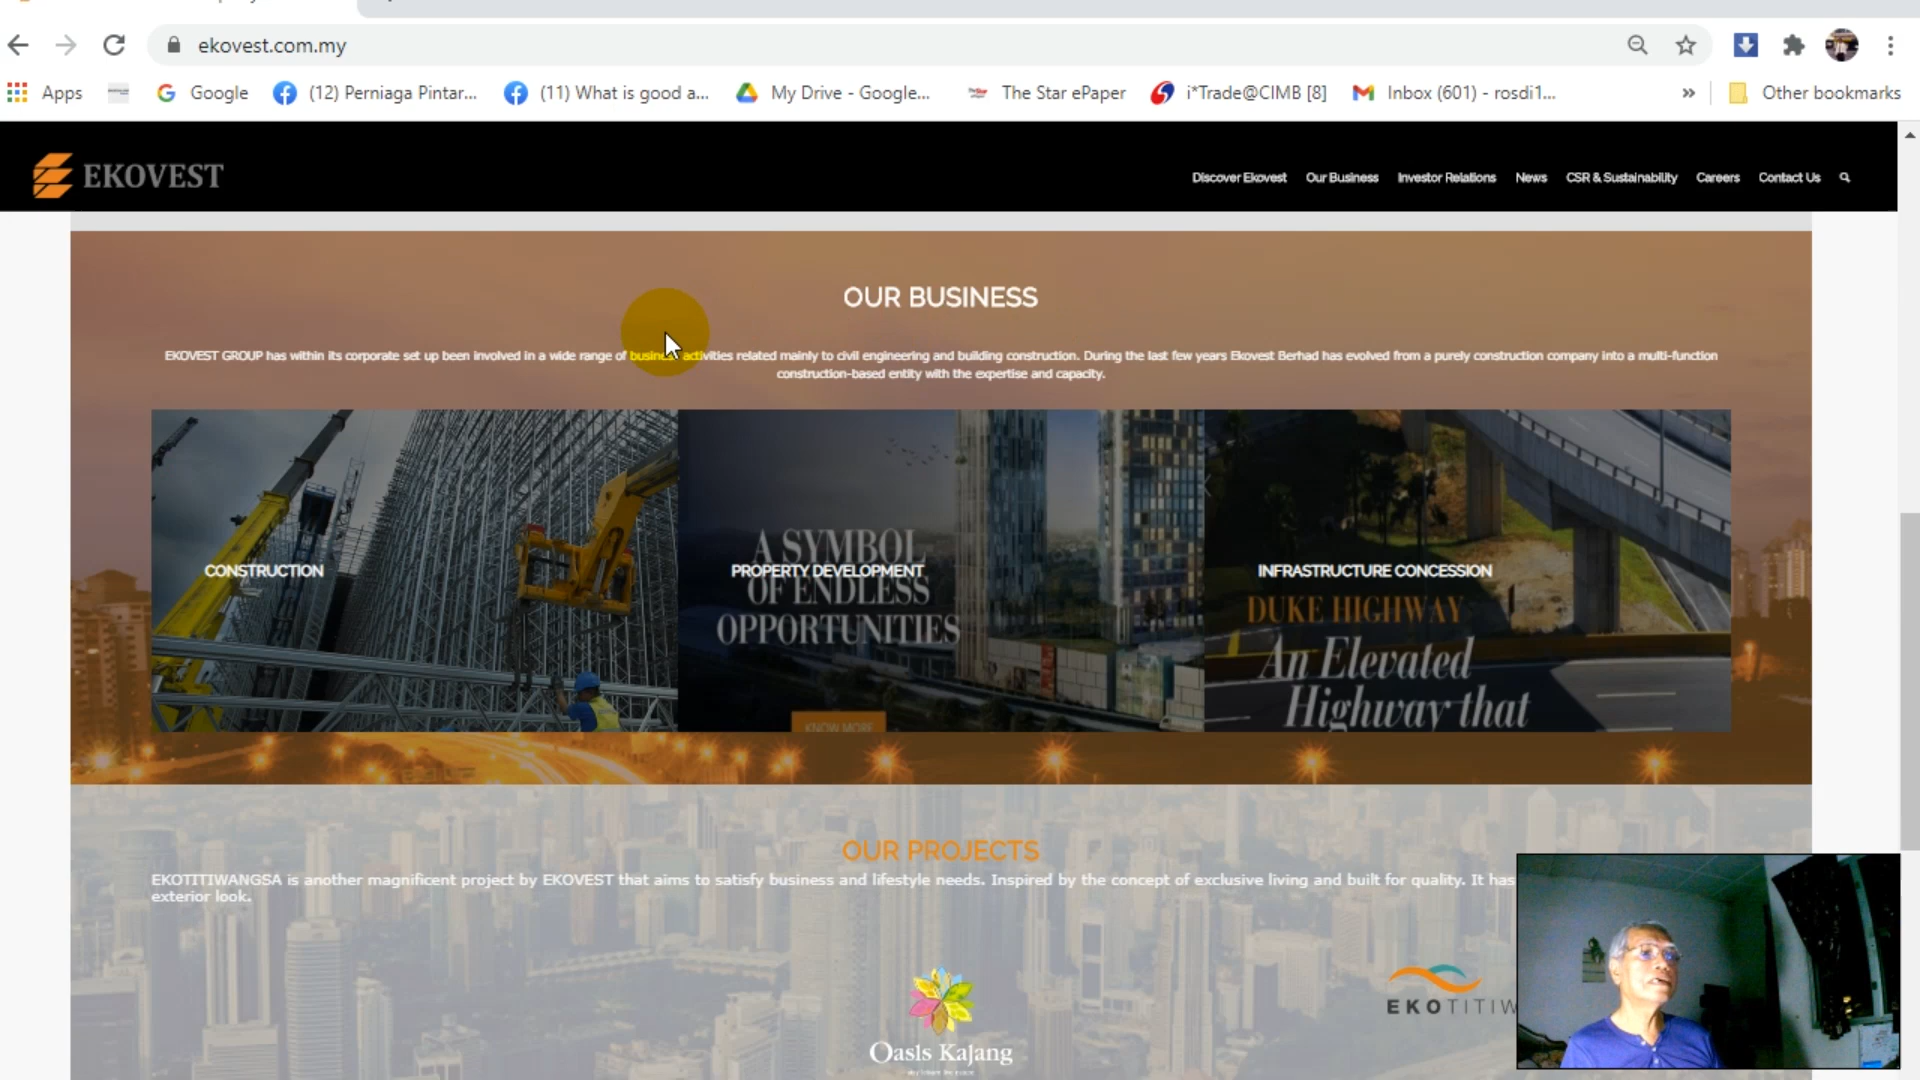 ekovest.com.my
Apps Google (12) Perniaga Pintar... (11) What is good a... My Drive - Google... The Star ePaper i*Trade@CIMB [8] Inbox (601) - rosdi1... » Other bookmarks
EKOVEST
Discover Ekovest Our Business Investor Relations News CSR & Sustainability Careers Contact Us
OUR BUSINESS
EKOVEST GROUP has within its corporate set up been involved in a wide range of business activities related mainly to civil engineering and building construction. During the last few years Ekovest Berhad has evolved from a purely construction company into a multi-function
construction-based entity with the expertise and capacity.
CONSTRUCTION
A SYMBOL
PROPERTY DEVELOPMENT
OF ENDLESS
OPPORTUNITIES
KNOW MORE
INFRASTRUCTURE CONCESSION
DUKE HIGHWAY
An Elevated
Highway that
OUR PROJECTS
EKOTITIWANGSA is another magnificent project by EKOVEST that aims to satisfy business and lifestyle needs. Inspired by the concept of exclusive living and built for quality. It has
exterior look.
EKOTITIW
Oasis Kajang